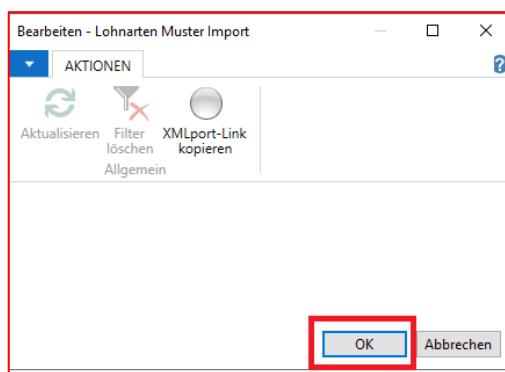 Bearbeiten - Lohnarten Muster Import
AKTIONEN
Aktualisieren Filter löschen XMLport-Link kopieren
Allgemein
OK Abbrechen